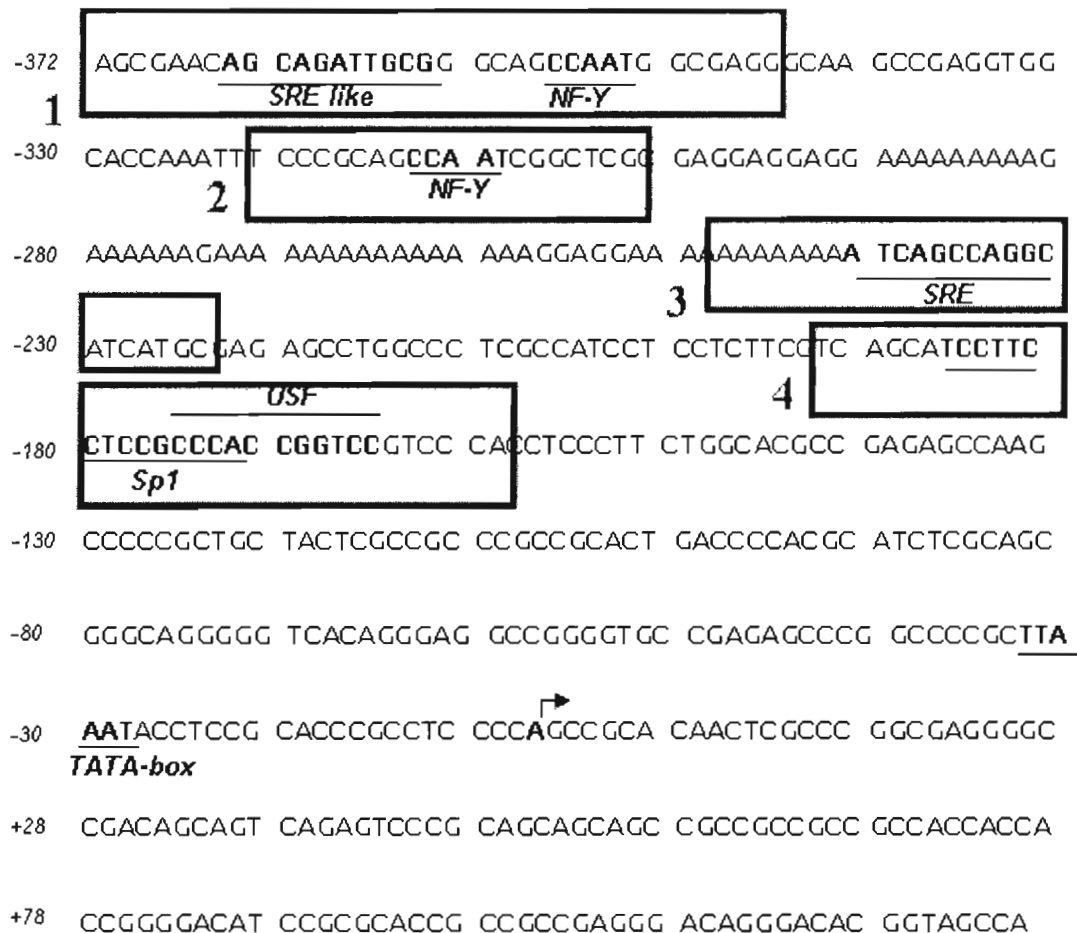 -372 AGCGAACAG CAGATTGCGG GCAGCCAATG GCGAGGGCAA GCCGAGGTGG
SRE like NF-Y
1
-330 CACCAAATTT CCCGCAGCCA ATCGGCTCGG GAGGAGGAGG AAAAAAAAAG
2 NF-Y
-280 AAAAAAGAAA AAAAAAAAAA AAAGGAGGAA AAAAAAAAAA TCAGCCAGGC
3 SRE
-230 ATCATGCGAG AGCCTGGCCC TCGCCATCCT CCTCTTCGTC AGCATCCTTC
4
USF
-180 CTCCGCCCAC CGGTCCGTCC CACCTCCCTT CTGGCACGCC GAGAGCCAAG
Sp1
-130 CCCCCGCTGC TACTCGCCGC CCGCCGCACT GACCCCACGC ATCTCGCAGC
-80 GGGCAGGGGG TCACAGGGAG GCCGGGGTGC CGAGAGCCCG GCCCCGCTTA
-30 AATACCTCCG CACCCGCCTC CCCAGCCGCA CAACTCGCCC GGCGAGGGGC
TATA-box
+28 CGACAGCAGT CAGAGTCCCG CAGCAGCAGC CGCCGCCGCC GCCACCACCA
+78 CCGGGGACAT CCGCGCACCG CCGCCGAGGG ACAGGGACAC GGTAGCCA